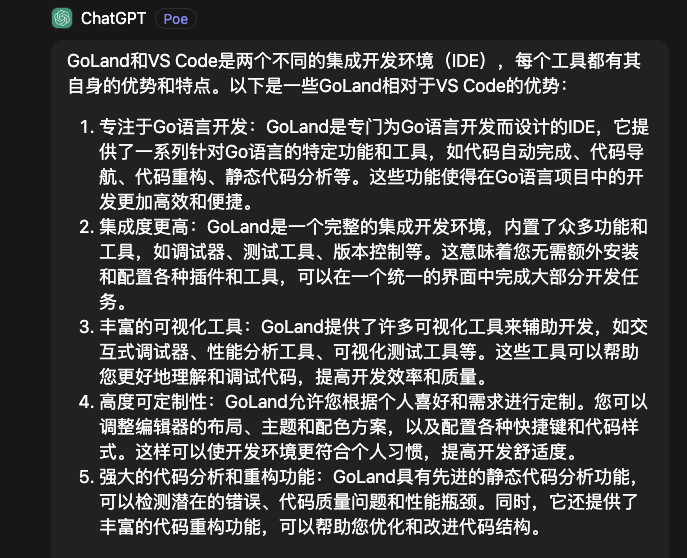 ChatGPT Poe
GoLand和VS Code是两个不同的集成开发环境（IDE），每个工具都有其
自身的优势和特点。以下是一些GoLand相对于VS Code的优势：
1. 专注于Go语言开发：GoLand是专门为Go语言开发而设计的IDE，它提
供了一系列针对Go语言的特定功能和工具，如代码自动完成、代码导
航、代码重构、静态代码分析等。这些功能使得在Go语言项目中的开
发更加高效和便捷。
2. 集成度更高：GoLand是一个完整的集成开发环境，内置了众多功能和
工具，如调试器、测试工具、版本控制等。这意味着您无需额外安装
和配置各种插件和工具，可以在一个统一的界面中完成大部分开发任
务。
3. 丰富的可视化工具：GoLand提供了许多可视化工具来辅助开发，如交
互式调试器、性能分析工具、可视化测试工具等。这些工具可以帮助
您更好地理解和调试代码，提高开发效率和质量。
4. 高度可定制性：GoLand允许您根据个人喜好和需求进行定制。您可以
调整编辑器的布局、主题和配色方案，以及配置各种快捷键和代码样
式。这样可以使开发环境更符合个人习惯，提高开发舒适度。
5. 强大的代码分析和重构功能：GoLand具有先进的静态代码分析功能，
可以检测潜在的错误、代码质量问题和性能瓶颈。同时，它还提供了
丰富的代码重构功能，可以帮助您优化和改进代码结构。